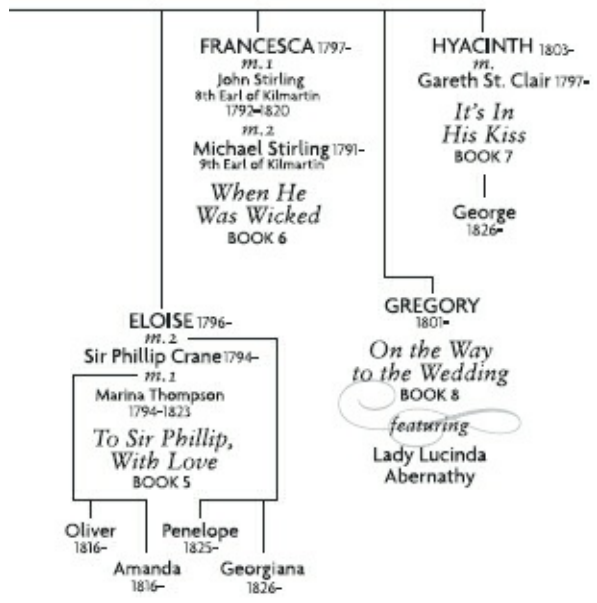 FRANCESCA 1797-
m.1
John Stirling
8th Earl of Kilmartin
1792-1820
m.2
Michael Stirling 1791-
9th Earl of Kilmartin
When He
Was Wicked
BOOK 6
HYACINTH 1803-
m.
Gareth St. Clair 1797-
It's In
His Kiss
BOOK 7
George
1826-
ELOISE 1796-
m.2
Sir Phillip Crane 1794-
m.1
Marina Thompson
1794-1823
To Sir Phillip,
With Love
BOOK 5
Oliver
1816-
Amanda
1816-
Penelope
1825-
Georgiana
1826-
GREGORY
1801-
On the Way
to the Wedding
BOOK 8
featuring
Lady Lucinda
Abernathy